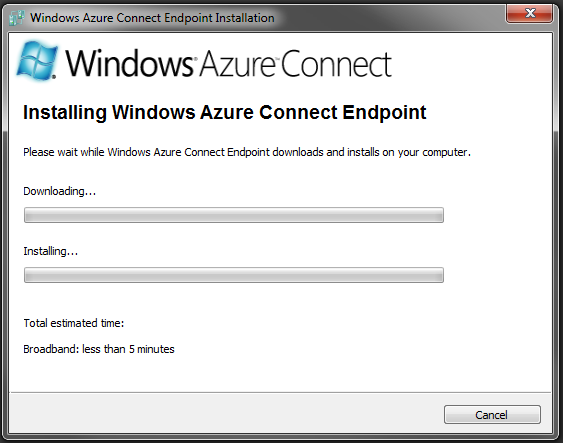 Windows Azure Connect Endpoint Installation
Windows Azure Connect
Installing Windows Azure Connect Endpoint
Please wait while Windows Azure Connect Endpoint downloads and installs on your computer.
Downloading...
Installing...
Total estimated time:
Broadband: less than 5 minutes
Cancel